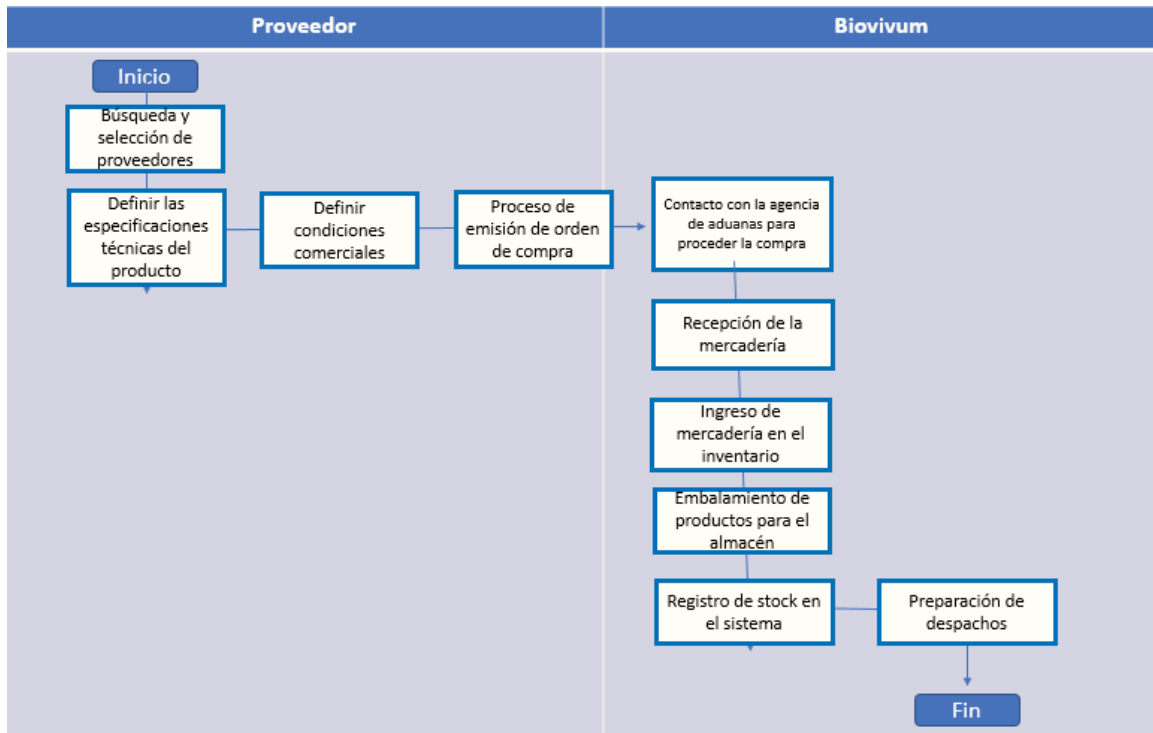 Proveedor
Biovivum
Inicio
Búsqueda y
selección de
proveedores
Definir las
especificaciones
técnicas del
producto
Definir
condiciones
comerciales
Proceso de
emisión de orden
de compra
Contacto con la agencia
de aduanas para
proceder la compra
Recepción de la
mercadería
Ingreso de
mercadería en el
inventario
Embalamiento de
productos para el
almacén
Registro de stock en
el sistema
Preparación de
despachos
Fin